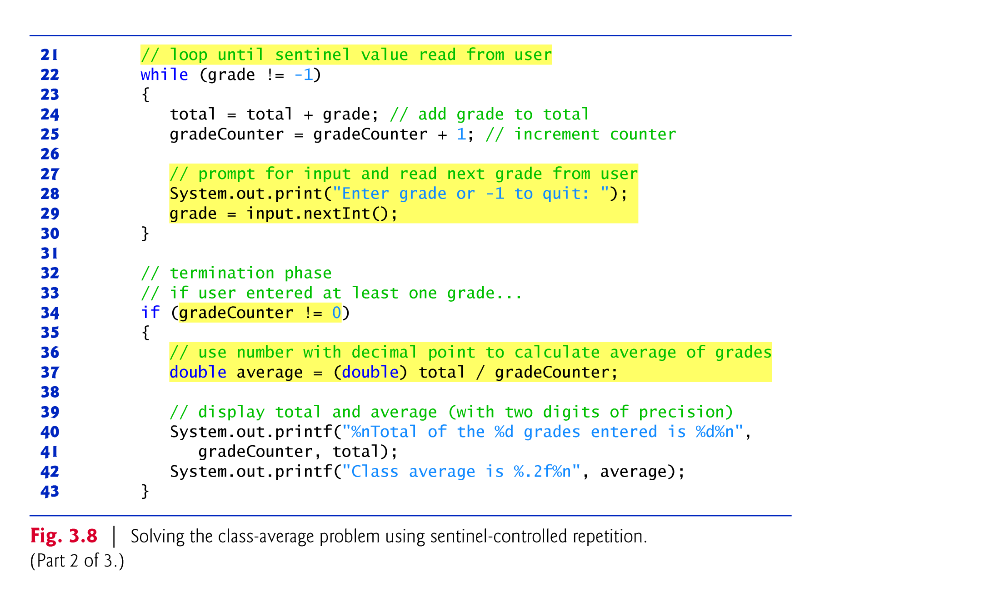 21 // loop until sentinel value read from user
22 while (grade != -1)
23 {
24 total = total + grade; // add grade to total
25 gradeCounter = gradeCounter + 1; // increment counter
26
27 // prompt for input and read next grade from user
28 System.out.print("Enter grade or -1 to quit: ");
29 grade = input.nextInt();
30 }
31
32 // termination phase
33 // if user entered at least one grade...
34 if (gradeCounter != 0)
35 {
36 // use number with decimal point to calculate average of grades
37 double average = (double) total / gradeCounter;
38
39 // display total and average (with two digits of precision)
40 System.out.printf("%nTotal of the %d grades entered is %d%n",
41 gradeCounter, total);
42 System.out.printf("Class average is %.2f%n", average);
43 }
Fig. 3.8 | Solving the class-average problem using sentinel-controlled repetition.
(Part 2 of 3.)